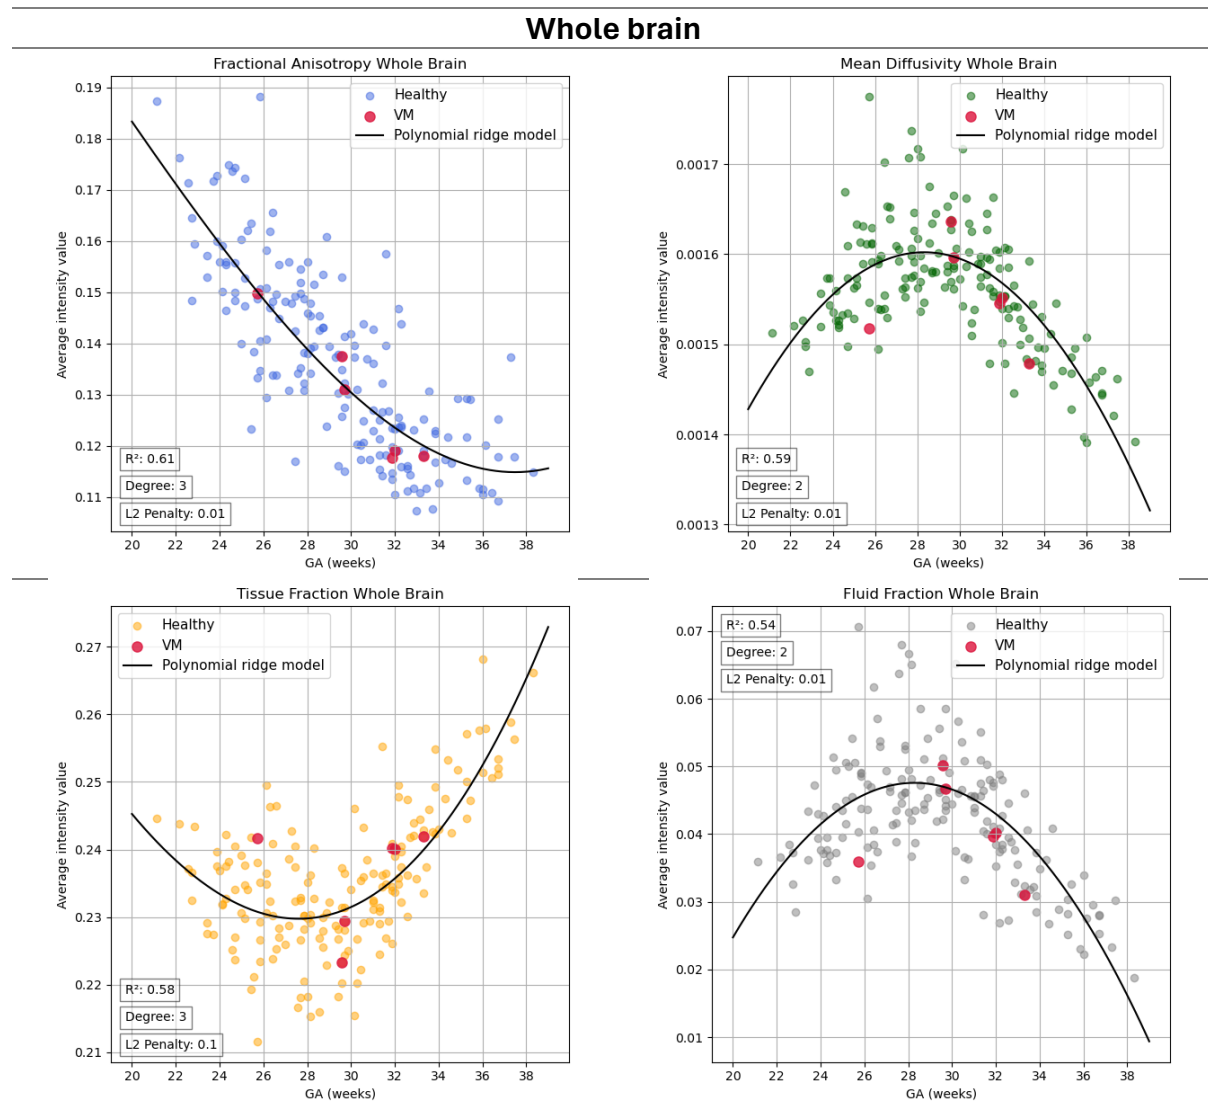 Whole brain
Fractional Anisotropy Whole Brain
Healthy
VM
Polynomial ridge model
Average intensity value
0.19
0.18
0.17
0.16
0.15
0.14
0.13
0.12
0.11
R²: 0.61
Degree: 3
L2 Penalty: 0.01
20 22 24 26 28 30 32 34 36 38
GA (weeks)
Mean Diffusivity Whole Brain
Healthy
VM
Polynomial ridge model
Average intensity value
0.0017
0.0016
0.0015
0.0014
0.0013
R²: 0.59
Degree: 2
L2 Penalty: 0.01
20 22 24 26 28 30 32 34 36 38
GA (weeks)
Tissue Fraction Whole Brain
Healthy
VM
Polynomial ridge model
Average intensity value
0.27
0.26
0.25
0.24
0.23
0.22
0.21
R²: 0.58
Degree: 3
L2 Penalty: 0.1
20 22 24 26 28 30 32 34 36 38
GA (weeks)
Fluid Fraction Whole Brain
R²: 0.54
Degree: 2
L2 Penalty: 0.01
Healthy
VM
Polynomial ridge model
Average intensity value
0.07
0.06
0.05
0.04
0.03
0.02
0.01
20 22 24 26 28 30 32 34 36 38
GA (weeks)